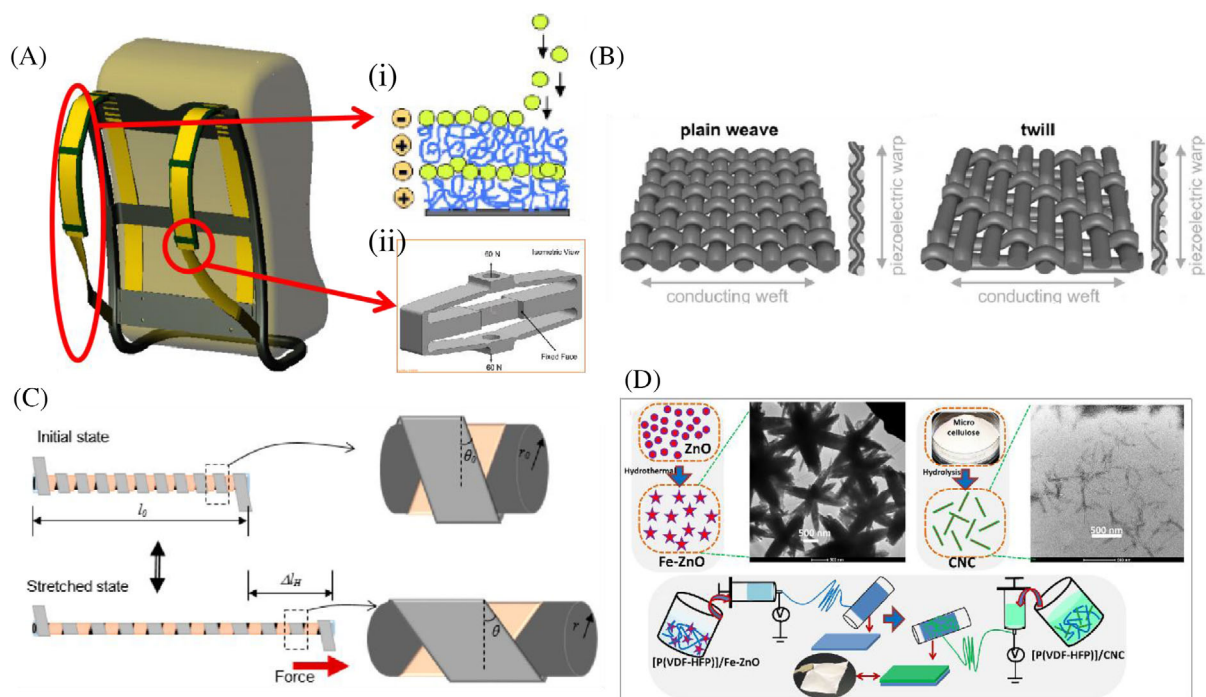 (A)
(i)
-
+
-
+
(ii)
60 N
Isometric View
Fixed Face
60 N
(B)
plain weave
twill
piezoelectric warp
piezoelectric warp
conducting weft
conducting weft
(C)
Initial state
l₀
θ₀
r₀
Stretched state
Δl_H
Force
θ
r
(D)
ZnO
Hydrothermal
Fe-ZnO
500 nm
Micro
cellulose
Hydrolysis
CNC
500 nm
V
V
[P(VDF-HFP)]/Fe-ZnO
[P(VDF-HFP)]/CNC